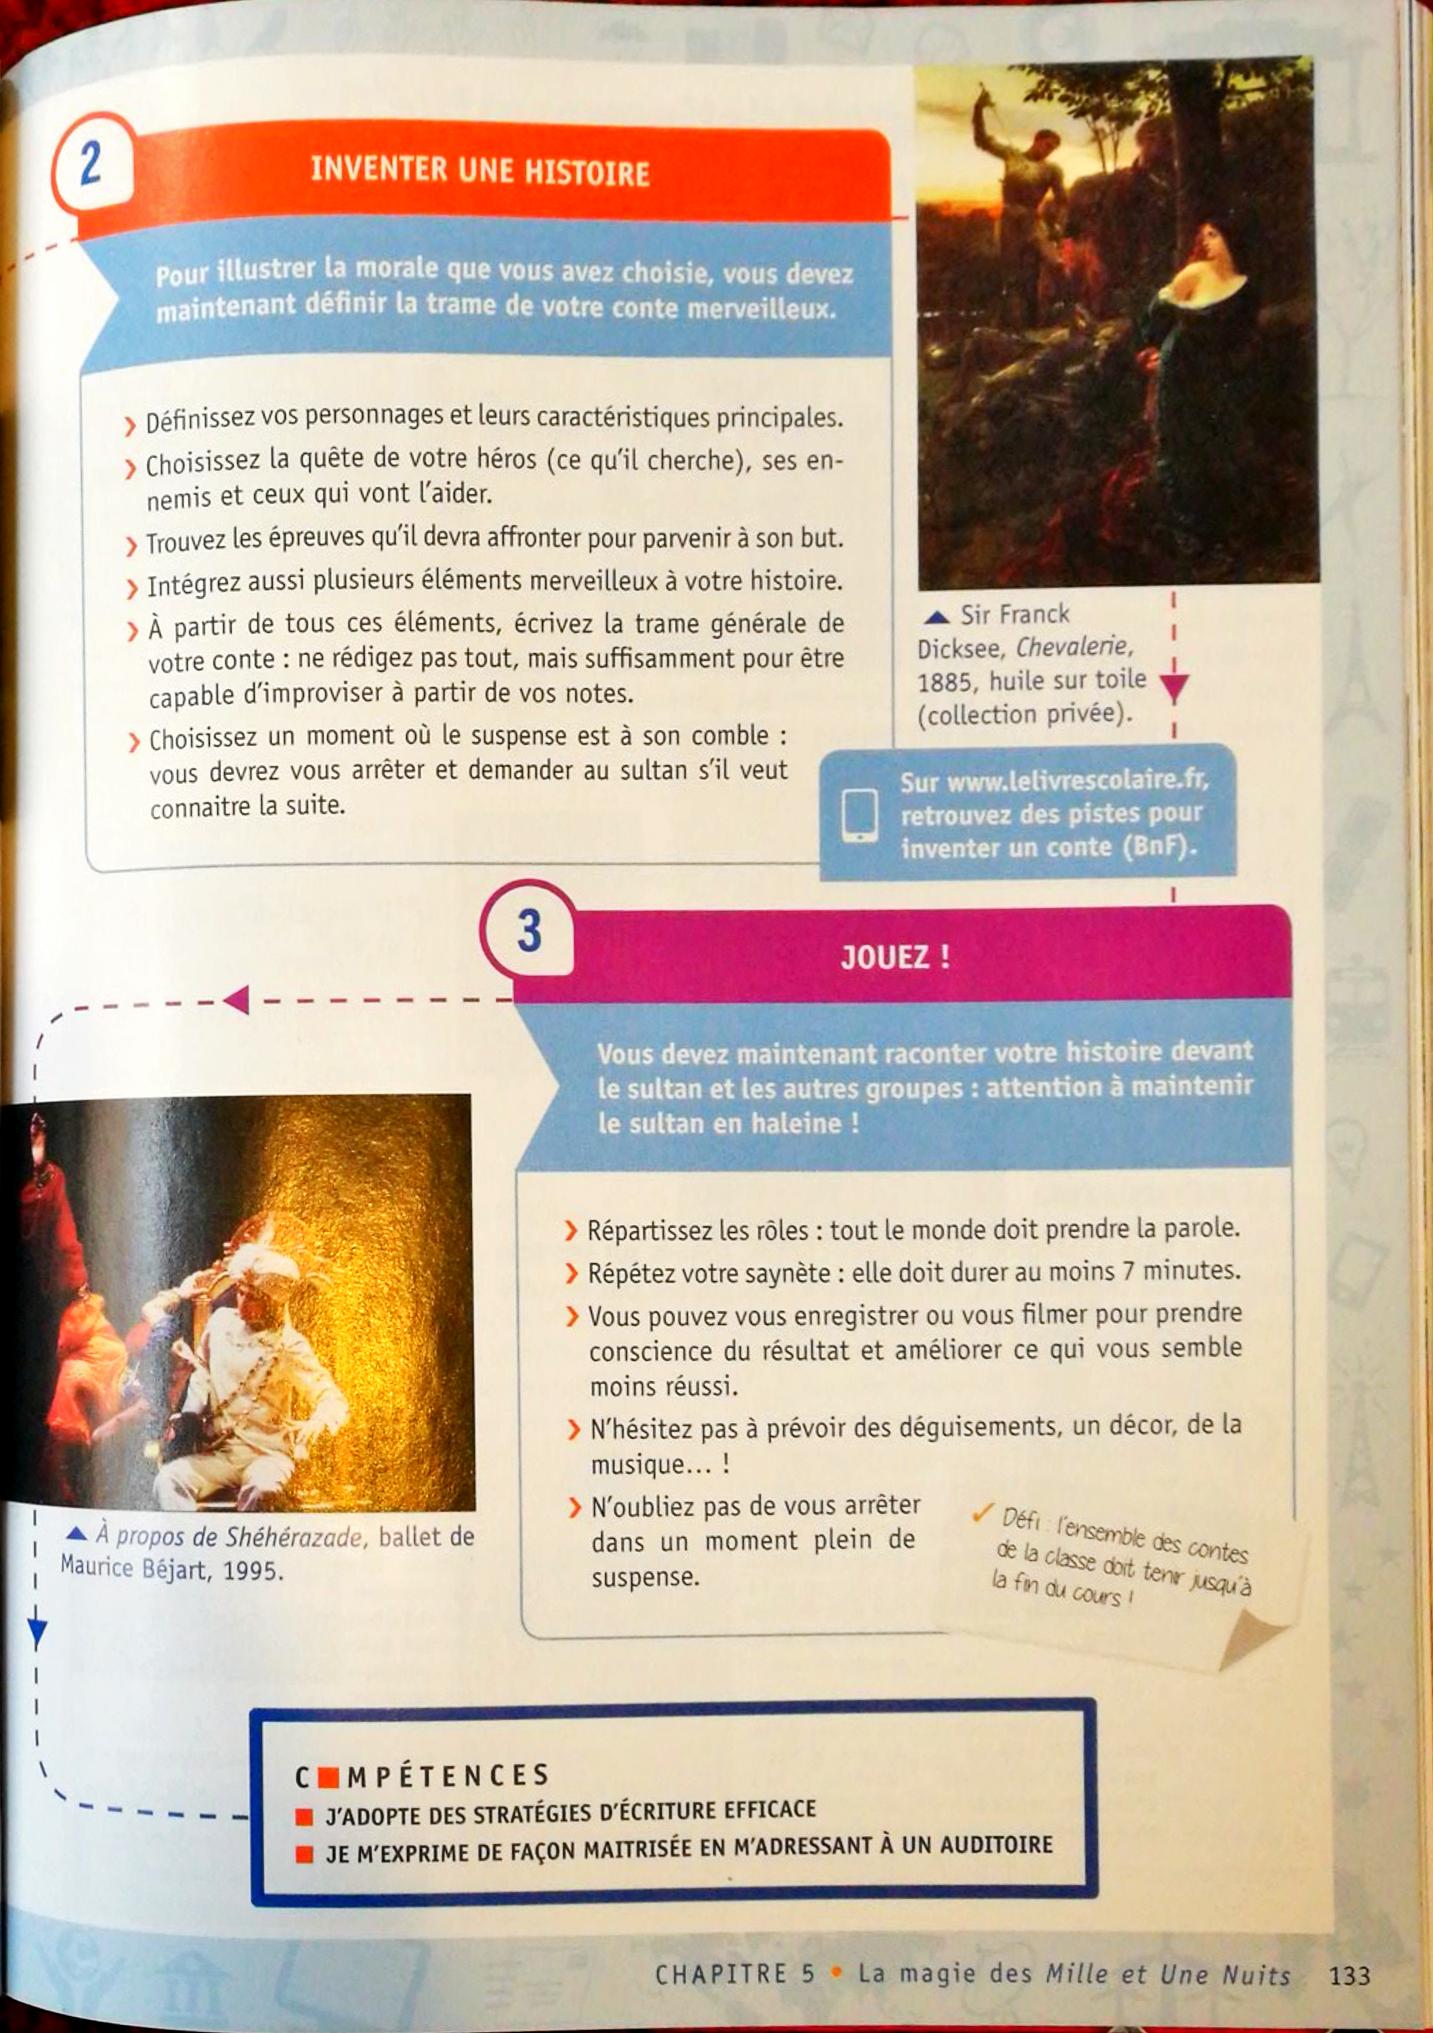 2
INVENTER UNE HISTOIRE
Pour illustrer la morale que vous avez choisie, vous devez
maintenant définir la trame de votre conte merveilleux.
❯ Définissez vos personnages et leurs caractéristiques principales.
❯ Choisissez la quête de votre héros (ce qu'il cherche), ses en-
nemis et ceux qui vont l'aider.
❯ Trouvez les épreuves qu'il devra affronter pour parvenir à son but.
❯ Intégrez aussi plusieurs éléments merveilleux à votre histoire.
❯ À partir de tous ces éléments, écrivez la trame générale de
votre conte : ne rédigez pas tout, mais suffisamment pour être
capable d'improviser à partir de vos notes.
❯ Choisissez un moment où le suspense est à son comble :
vous devrez vous arrêter et demander au sultan s'il veut
connaitre la suite.
▲ Sir Franck
Dicksee, Chevalerie,
1885, huile sur toile
(collection privée).
Sur www.lelivrescolaire.fr,
retrouvez des pistes pour
inventer un conte (BnF).
3
JOUEZ !
Vous devez maintenant raconter votre histoire devant
le sultan et les autres groupes : attention à maintenir
le sultan en haleine !
❯ Répartissez les rôles : tout le monde doit prendre la parole.
❯ Répétez votre saynète : elle doit durer au moins 7 minutes.
❯ Vous pouvez vous enregistrer ou vous filmer pour prendre
conscience du résultat et améliorer ce qui vous semble
moins réussi.
❯ N'hésitez pas à prévoir des déguisements, un décor, de la
musique... !
❯ N'oubliez pas de vous arrêter
dans un moment plein de
suspense.
✓ Défi : l'ensemble des contes
de la classe doit tenir jusqu'à
la fin du cours !
▲ À propos de Shéhérazade, ballet de
Maurice Béjart, 1995.
C■MPÉTENCES
■ J'ADOPTE DES STRATÉGIES D'ÉCRITURE EFFICACE
■ JE M'EXPRIME DE FAÇON MAITRISÉE EN M'ADRESSANT À UN AUDITOIRE
CHAPITRE 5 • La magie des Mille et Une Nuits 133